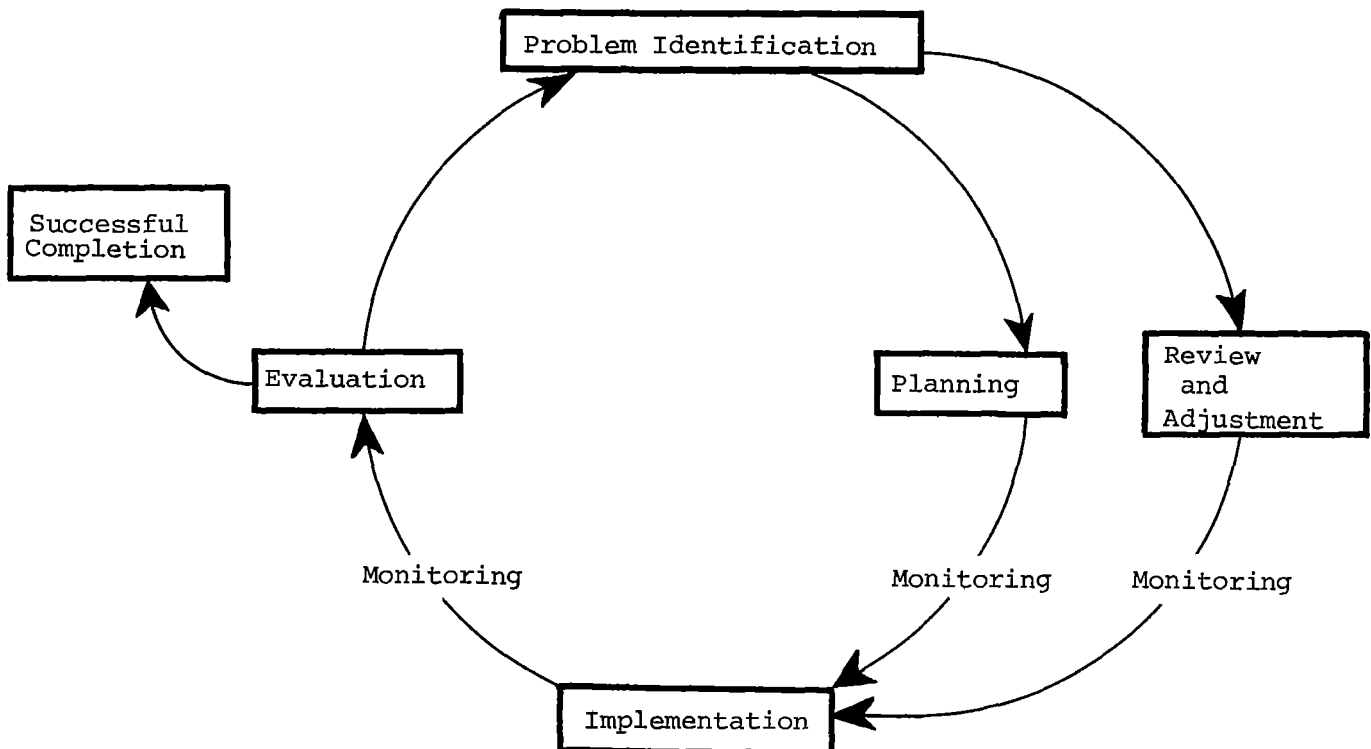 Problem Identification
Successful
Completion
Evaluation
Planning
Review
and
Adjustment
Monitoring
Monitoring
Monitoring
Implementation